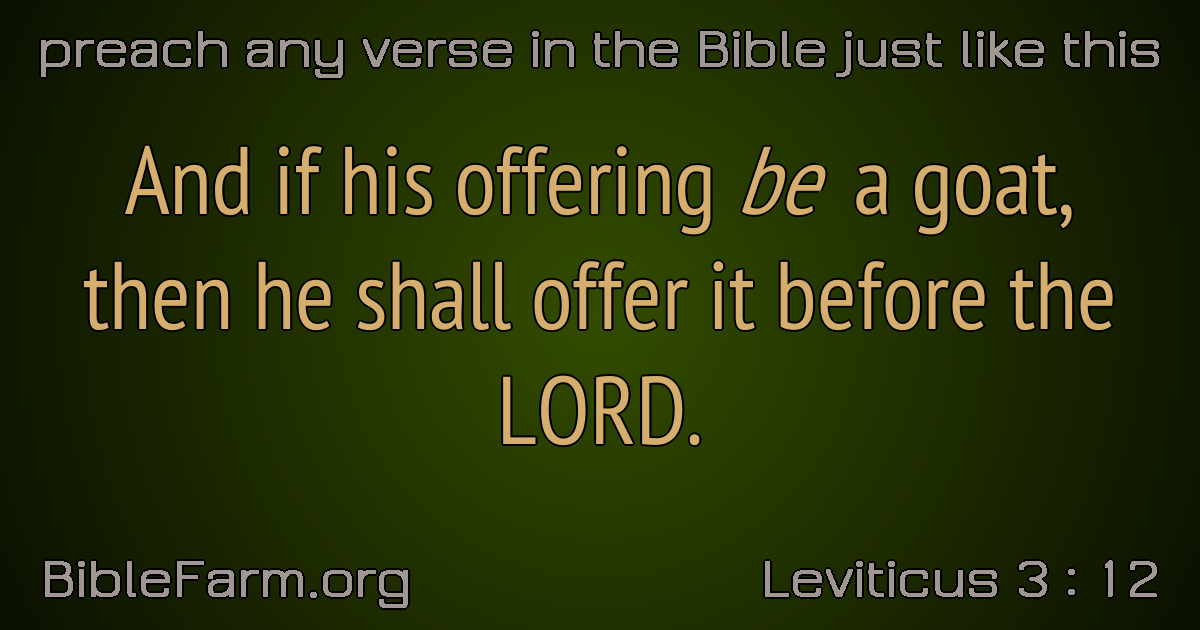 preach any verse in the Bible just like this
And if his offering be a goat,
then he shall offer it before the
LORD.
BibleFarm.org
Leviticus 3 : 12